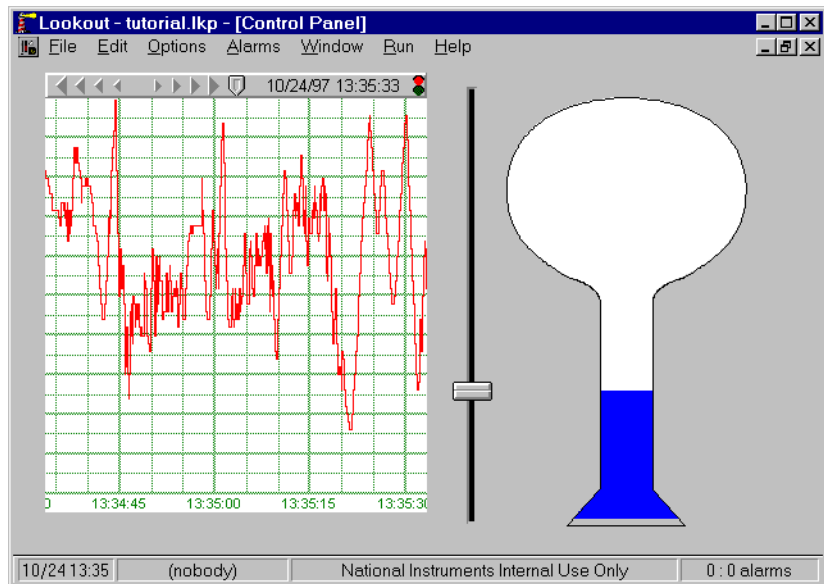 Lookout - tutorial.lkp - [Control Panel]
File Edit Options Alarms Window Run Help
10/24/97 13:35:33
0 13:34:45 13:35:00 13:35:15 13:35:30
10/24 13:35 (nobody) National Instruments Internal Use Only 0 : 0 alarms